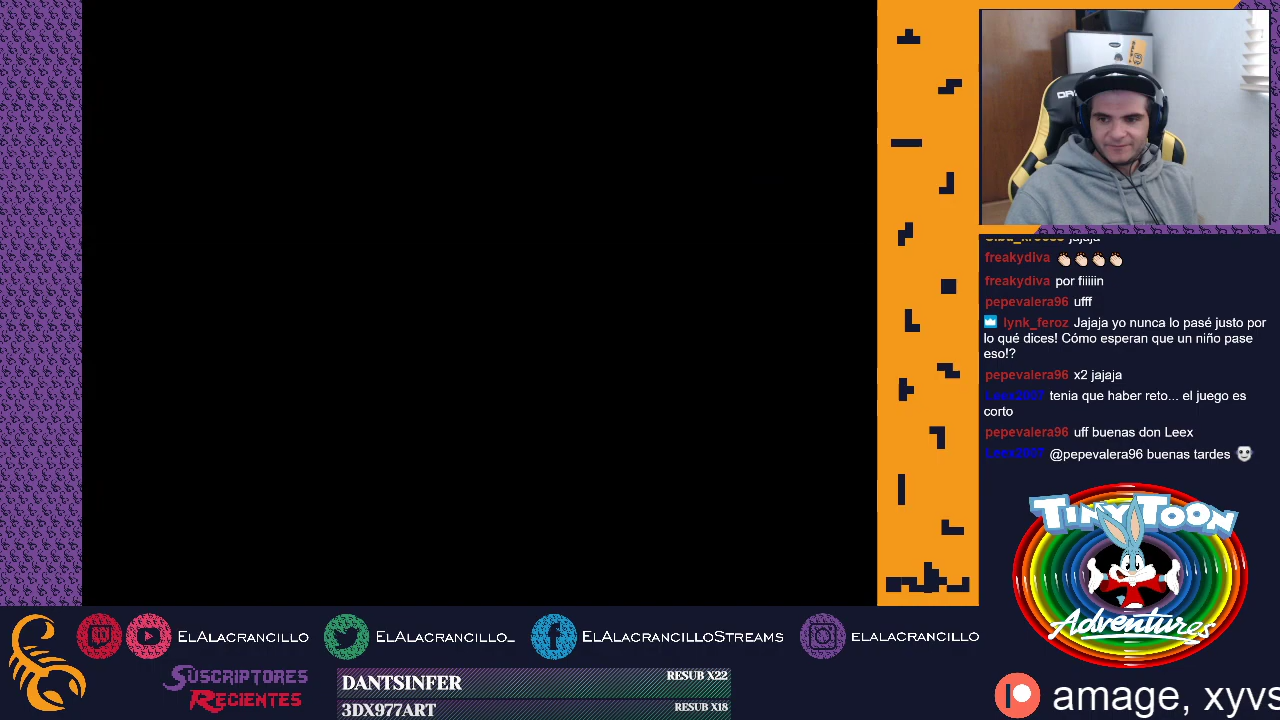 jajaja
freakydiva
freakydiva por fiiiiin
pepevalera96 ufff
lynk_feroz Jajaja yo nunca lo pasé justo por
lo qué dices! Cómo esperan que un niño pase
eso!?
pepevalera96 x2 jajaja
Leex2007 tenia que haber reto... el juego es
corto
pepevalera96 uff buenas don Leex
Leex2007 @pepevalera96 buenas tardes
TINY TOON
Adventures
ElAlacrancillo
ElAlacrancillo_
ElAlacrancilloStreams
elalacrancillo
Suscriptores
Recientes
DANTSINFER RESUB X22
3DX977ART RESUB X18
amage, xyvs